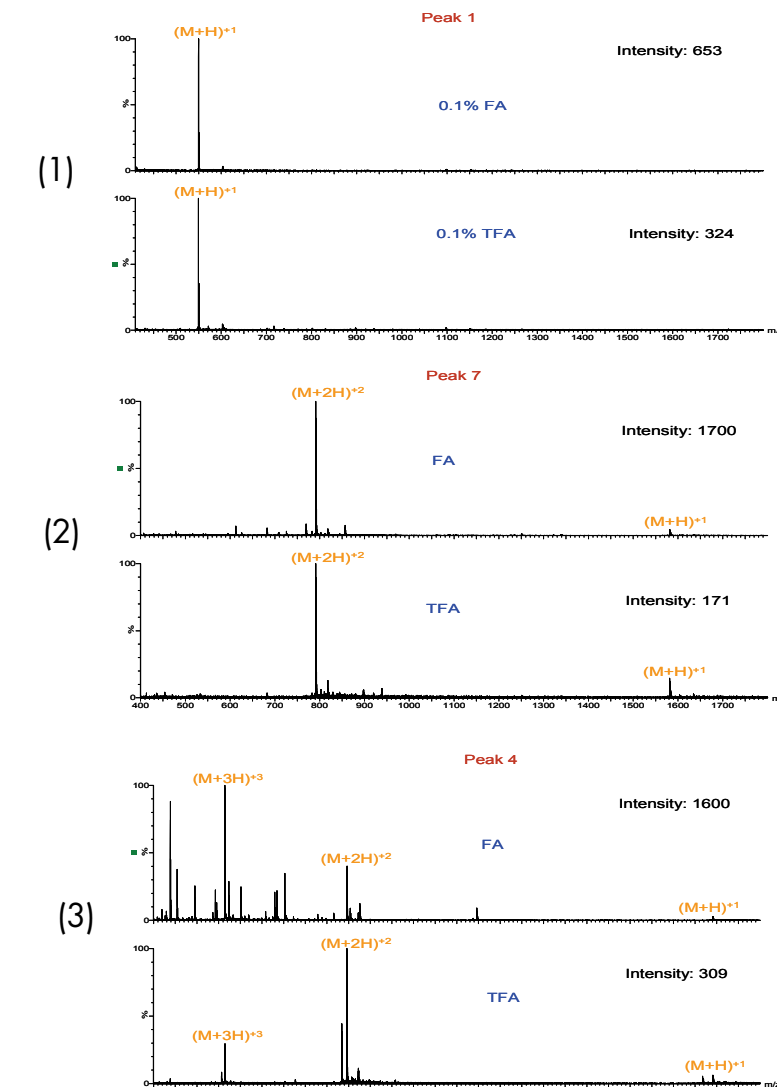 Peak 1
(M+H)+1
Intensity: 653
100
%
0.1% FA
0
(1)
(M+H)+1
100
0.1% TFA
Intensity: 324
%
0
500 600 700 800 900 1000 1100 1200 1300 1400 1500 1600 1700
Peak 7
(M+2H)+2
100
Intensity: 1700
FA
%
(M+H)+1
0
(2)
(M+2H)+2
100
Intensity: 171
TFA
%
(M+H)+1
0
400 500 600 700 800 900 1000 1100 1200 1300 1400 1500 1600 1700
Peak 4
(M+3H)+3
100
Intensity: 1600
FA
%
(M+2H)+2
(M+H)+1
0
(3)
(M+2H)+2
100
Intensity: 309
TFA
%
(M+3H)+3
(M+H)+1
0